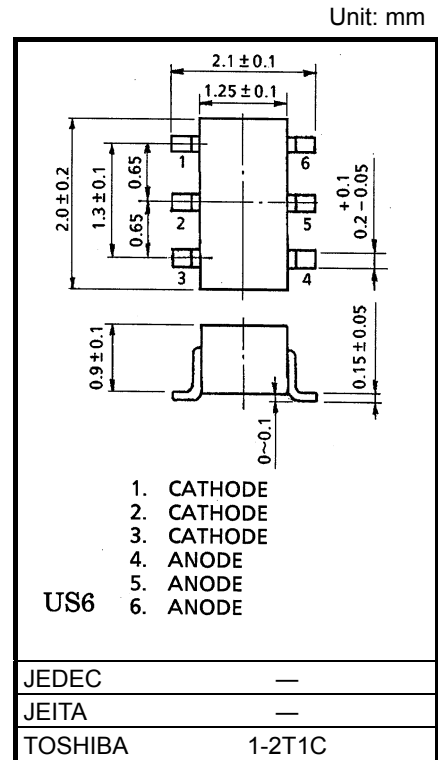 Unit: mm
2.1±0.1
1.25±0.1
2.0±0.2
1.3±0.1
0.65
0.65
1
2
3
6
5
4
+0.1
0.2-0.05
0.9±0.1
0.15±0.05
0~0.1
1. CATHODE
2. CATHODE
3. CATHODE
4. ANODE
5. ANODE
US6 6. ANODE
JEDEC —
JEITA —
TOSHIBA 1-2T1C